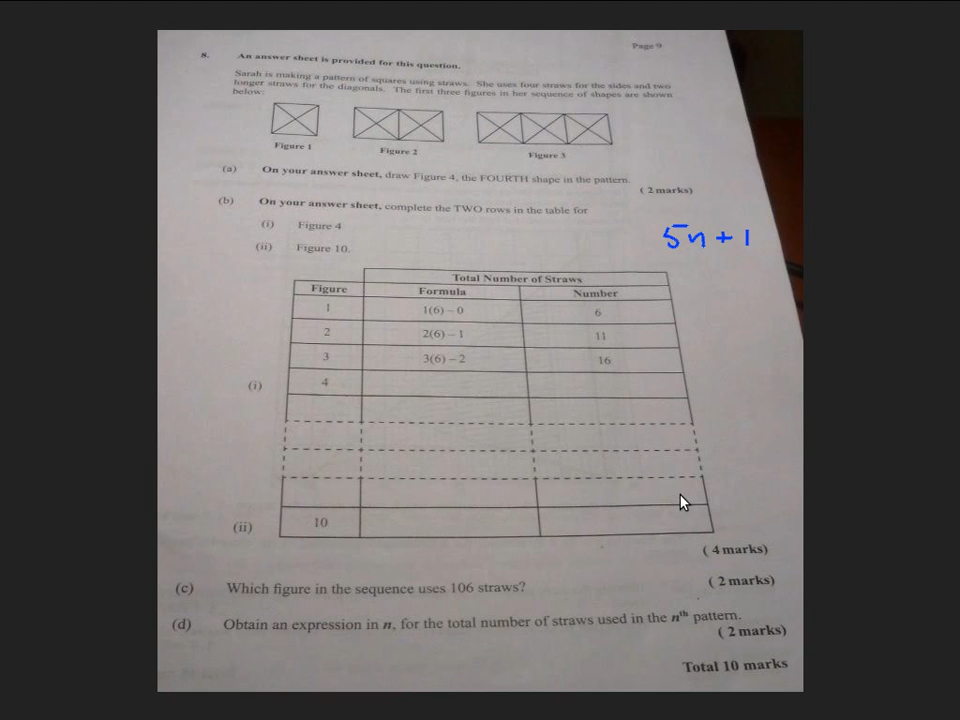 Page 9
8. An answer sheet is provided for this question.
Sarah is making a pattern of squares using straws. She uses four straws for the sides and two
longer straws for the diagonals. The first three figures in her sequence of shapes are shown
below:
Figure 1 Figure 2 Figure 3
(a) On your answer sheet, draw Figure 4, the FOURTH shape in the pattern.
( 2 marks)
(b) On your answer sheet, complete the TWO rows in the table for
(i) Figure 4
(ii) Figure 10.
5n + 1
Total Number of Straws
Figure Formula Number
1 1(6) – 0 6
2 2(6) – 1 11
3 3(6) – 2 16
(i) 4
(ii) 10
( 4 marks)
(c) Which figure in the sequence uses 106 straws? ( 2 marks)
(d) Obtain an expression in n, for the total number of straws used in the nth pattern.
( 2 marks)
Total 10 marks